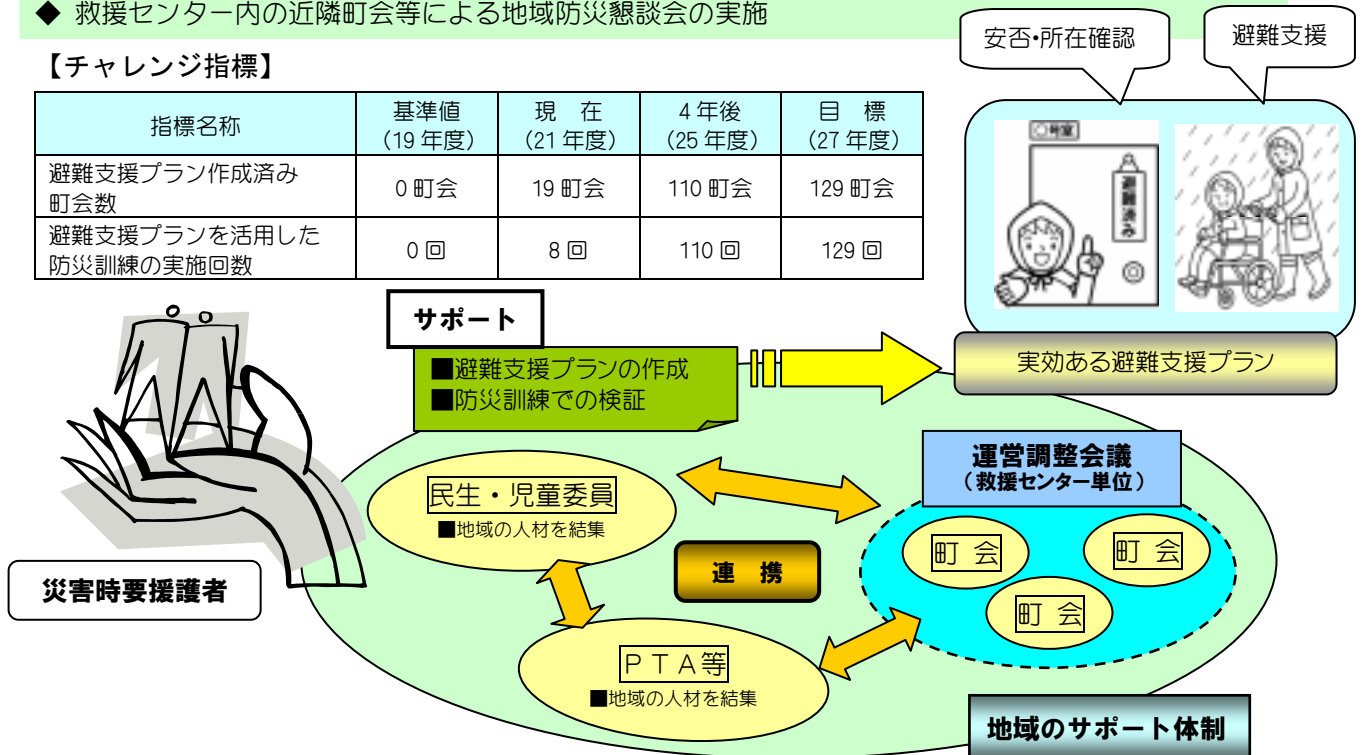 ◆ 救援センター内の近隣町会等による地域防災懇談会の実施
安否・所在確認
避難支援
【チャレンジ指標】
指標名称 基準値（19年度） 現 在（21年度） 4年後（25年度） 目 標（27年度）
避難支援プラン作成済み町会数 0町会 19町会 110町会 129町会
避難支援プランを活用した防災訓練の実施回数 0回 8回 110回 129回
○号室
避難済み
サポート
■避難支援プランの作成
■防災訓練での検証
実効ある避難支援プラン
運営調整会議
（救援センター単位）
民生・児童委員
■地域の人材を結集
町 会
町 会
町 会
連 携
災害時要援護者
ＰＴＡ等
■地域の人材を結集
地域のサポート体制